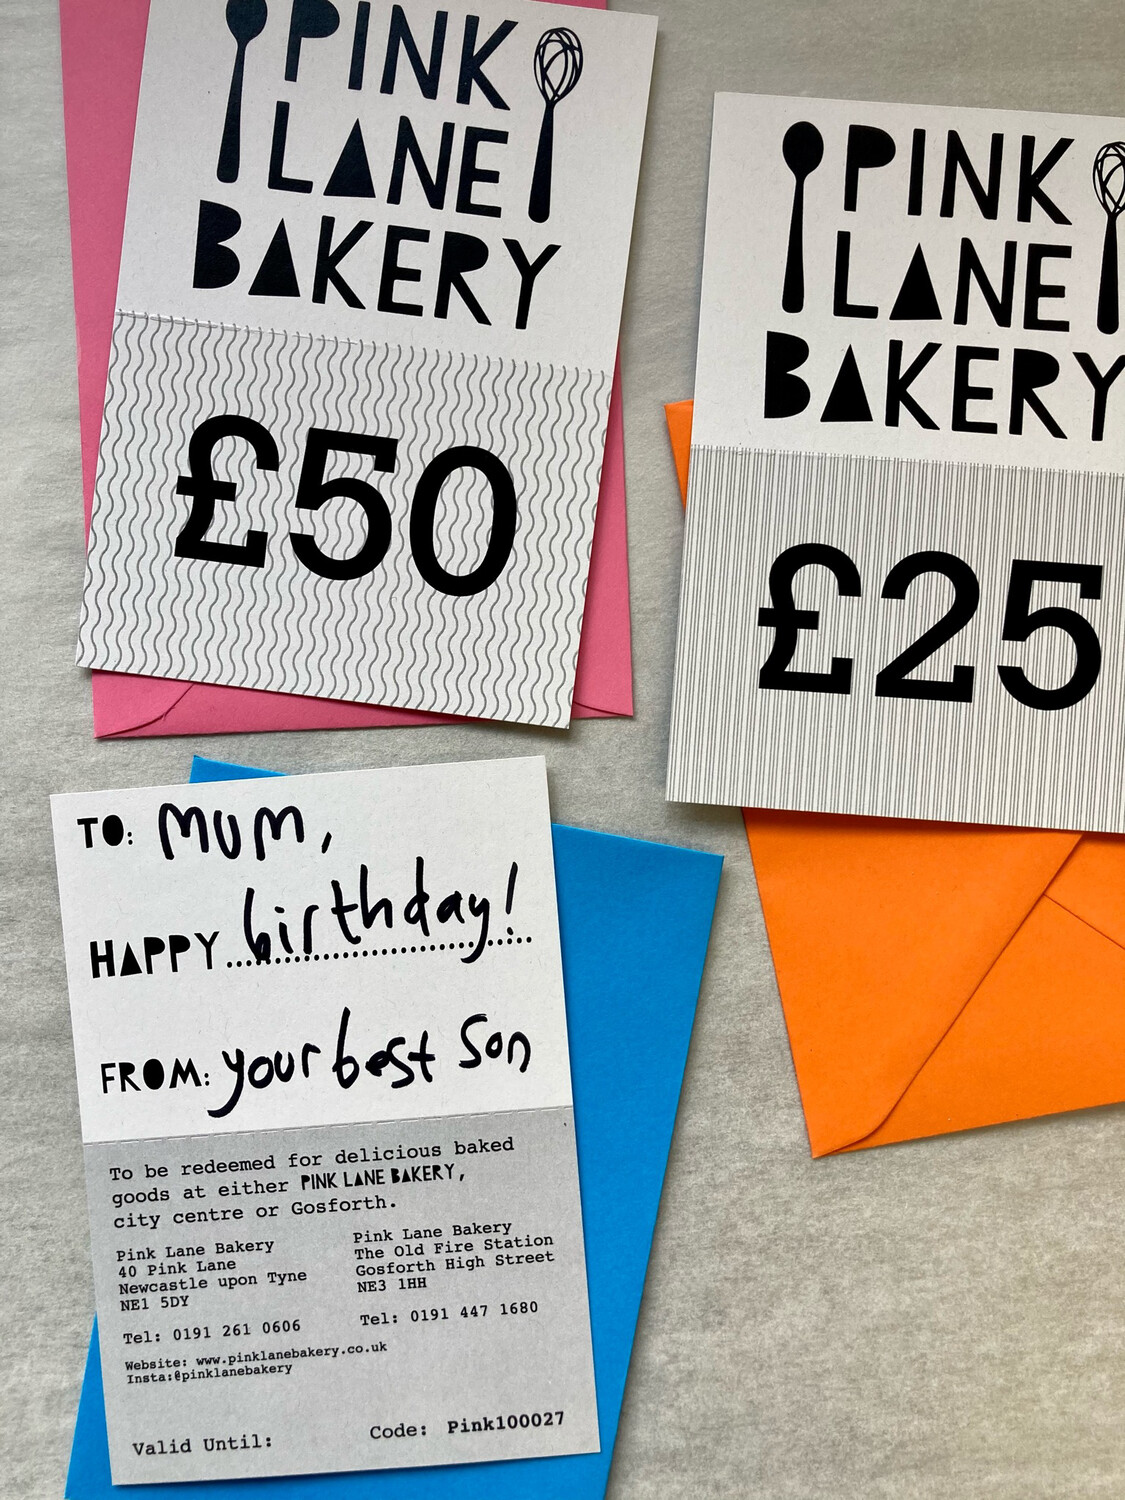 PINK
LANE
BAKERY
£50
PINK
LANE
BAKERY
£25
TO: Mum,
HAPPY birthday!
FROM: your best son
To be redeemed for delicious baked
goods at either PINK LANE BAKERY,
city centre or Gosforth.
Pink Lane Bakery
40 Pink Lane
Newcastle upon Tyne
NE1 5DY
Tel: 0191 261 0606
Pink Lane Bakery
The Old Fire Station
Gosforth High Street
NE3 1HH
Tel: 0191 447 1680
Website: www.pinklanebakery.co.uk
Insta:@pinklanebakery
Valid Until:
Code: Pink100027